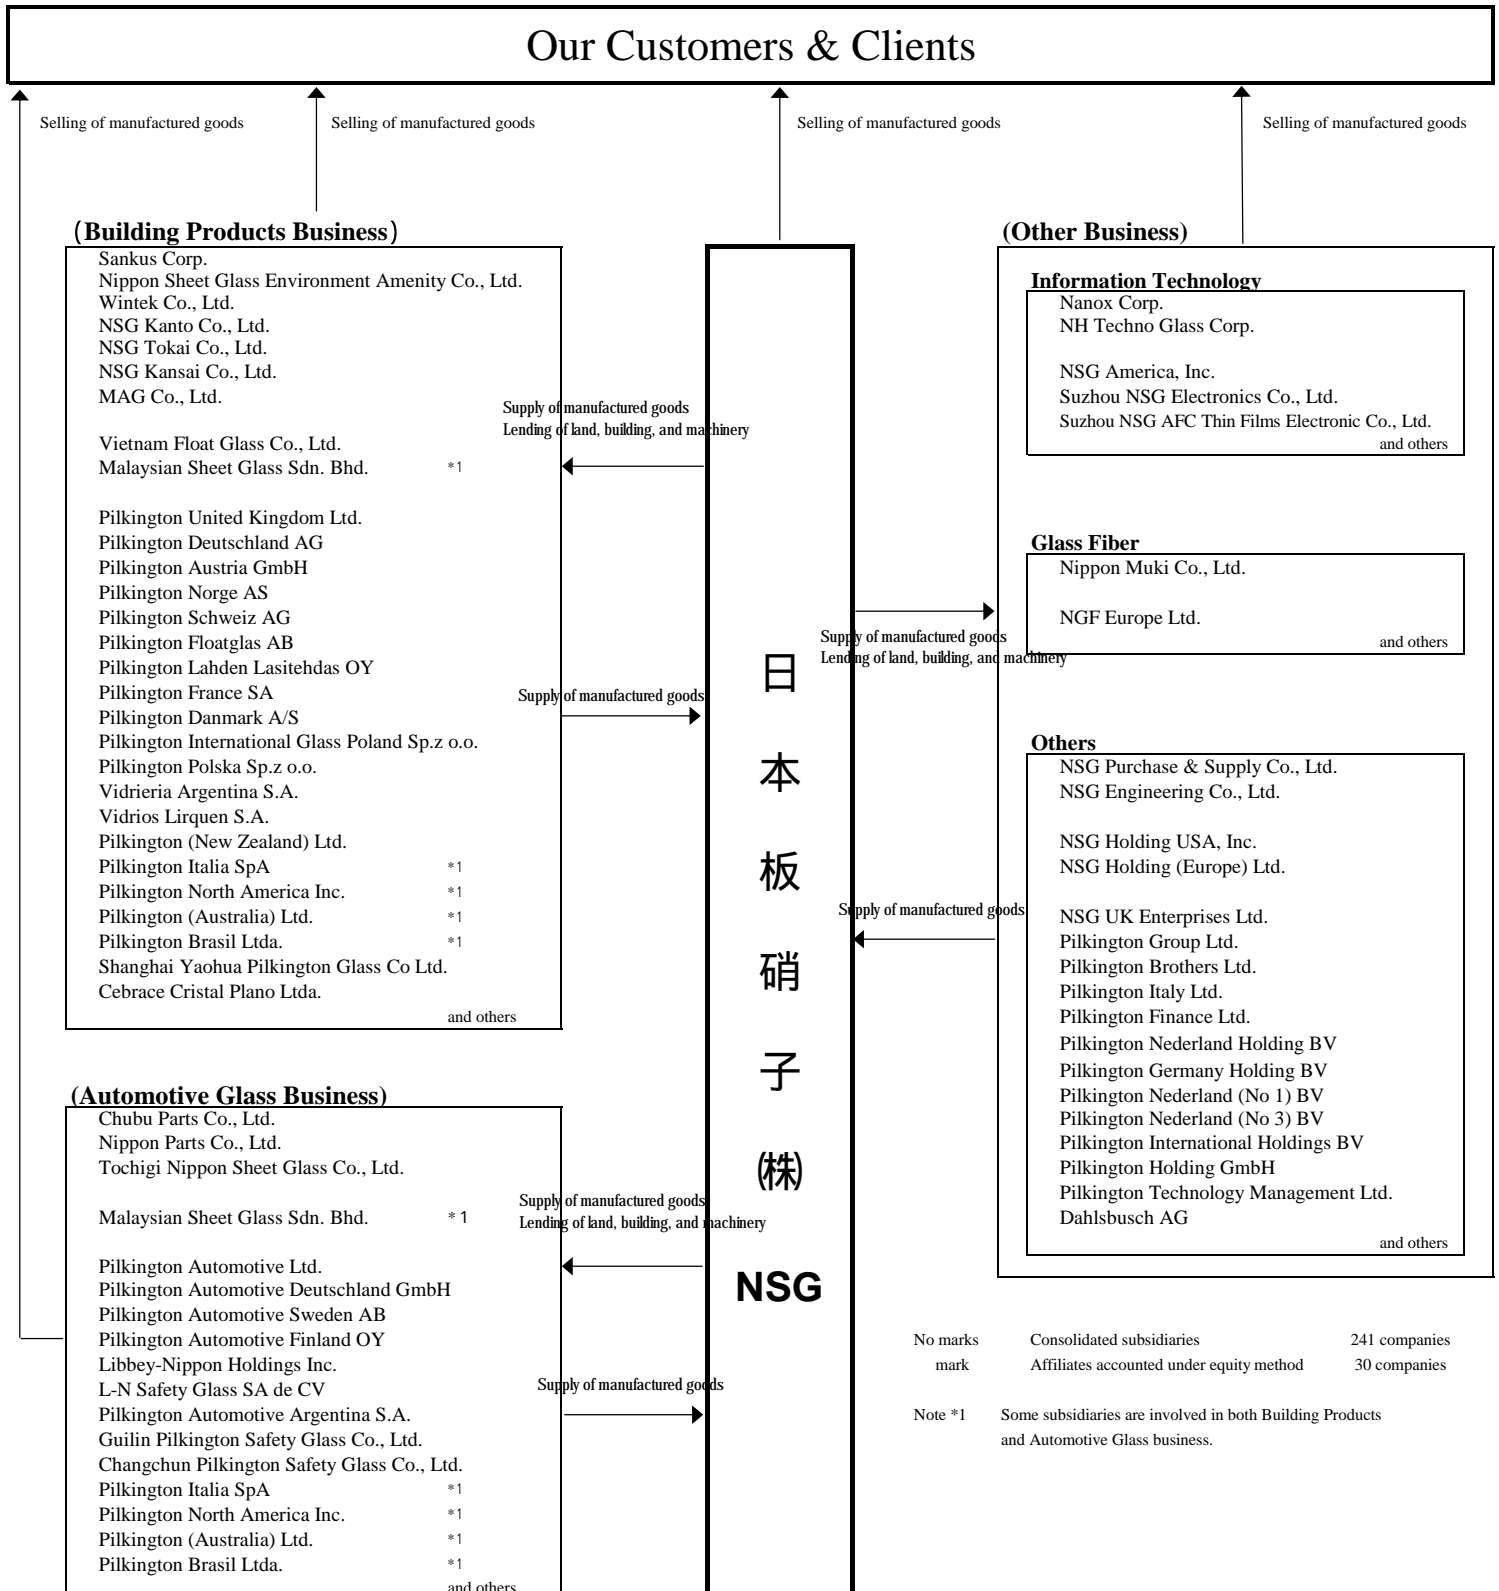 Our Customers & Clients
Selling of manufactured goods
Selling of manufactured goods
Selling of manufactured goods
Selling of manufactured goods
(Building Products Business)
Sankus Corp.
Nippon Sheet Glass Environment Amenity Co., Ltd.
Wintek Co., Ltd.
NSG Kanto Co., Ltd.
NSG Tokai Co., Ltd.
NSG Kansai Co., Ltd.
MAG Co., Ltd.
Vietnam Float Glass Co., Ltd.
Malaysian Sheet Glass Sdn. Bhd. *1
Pilkington United Kingdom Ltd.
Pilkington Deutschland AG
Pilkington Austria GmbH
Pilkington Norge AS
Pilkington Schweiz AG
Pilkington Floatglas AB
Pilkington Lahden Lasitehdas OY
Pilkington France SA
Pilkington Danmark A/S
Pilkington International Glass Poland Sp.z o.o.
Pilkington Polska Sp.z o.o.
Vidrieria Argentina S.A.
Vidrios Lirquen S.A.
Pilkington (New Zealand) Ltd.
Pilkington Italia SpA *1
Pilkington North America Inc. *1
Pilkington (Australia) Ltd. *1
Pilkington Brasil Ltda. *1
Shanghai Yaohua Pilkington Glass Co Ltd.
Cebrace Cristal Plano Ltda.
and others
Supply of manufactured goods
Lending of land, building, and machinery
Supply of manufactured goods
(Automotive Glass Business)
Chubu Parts Co., Ltd.
Nippon Parts Co., Ltd.
Tochigi Nippon Sheet Glass Co., Ltd.
Malaysian Sheet Glass Sdn. Bhd. *1
Pilkington Automotive Ltd.
Pilkington Automotive Deutschland GmbH
Pilkington Automotive Sweden AB
Pilkington Automotive Finland OY
Libbey-Nippon Holdings Inc.
L-N Safety Glass SA de CV
Pilkington Automotive Argentina S.A.
Guilin Pilkington Safety Glass Co., Ltd.
Changchun Pilkington Safety Glass Co., Ltd.
Pilkington Italia SpA *1
Pilkington North America Inc. *1
Pilkington (Australia) Ltd. *1
Pilkington Brasil Ltda. *1
and others
Supply of manufactured goods
Lending of land, building, and machinery
Supply of manufactured goods
日
本
板
硝
子
㈱
NSG
Supply of manufactured goods
Lending of land, building, and machinery
Supply of manufactured goods
(Other Business)
Information Technology
Nanox Corp.
NH Techno Glass Corp.
NSG America, Inc.
Suzhou NSG Electronics Co., Ltd.
Suzhou NSG AFC Thin Films Electronic Co., Ltd.
and others
Glass Fiber
Nippon Muki Co., Ltd.
NGF Europe Ltd.
and others
Others
NSG Purchase & Supply Co., Ltd.
NSG Engineering Co., Ltd.
NSG Holding USA, Inc.
NSG Holding (Europe) Ltd.
NSG UK Enterprises Ltd.
Pilkington Group Ltd.
Pilkington Brothers Ltd.
Pilkington Italy Ltd.
Pilkington Finance Ltd.
Pilkington Nederland Holding BV
Pilkington Germany Holding BV
Pilkington Nederland (No 1) BV
Pilkington Nederland (No 3) BV
Pilkington International Holdings BV
Pilkington Holding GmbH
Pilkington Technology Management Ltd.
Dahlsbusch AG
and others
No marks Consolidated subsidiaries 241 companies
mark Affiliates accounted under equity method 30 companies
Note *1 Some subsidiaries are involved in both Building Products
and Automotive Glass business.